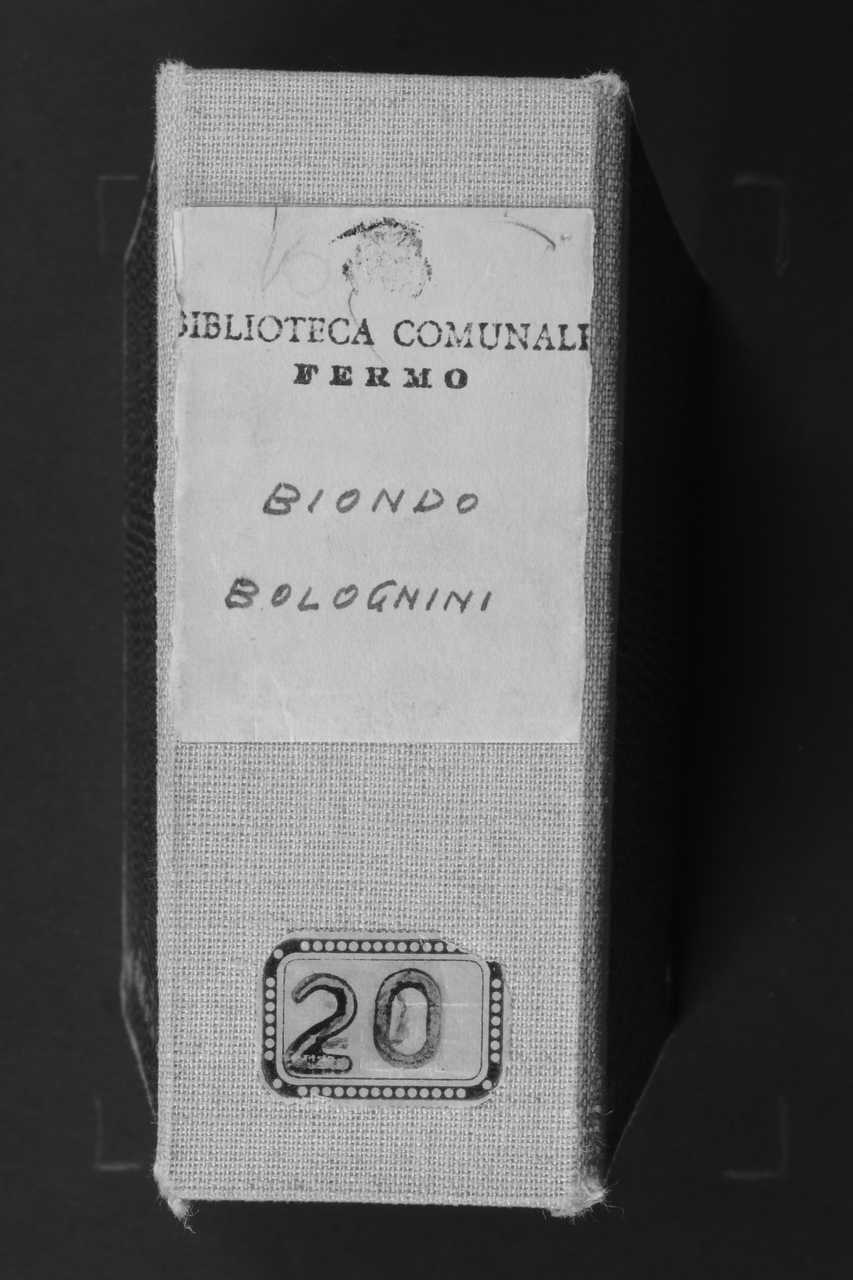 BIBLIOTECA COMUNALE
FERMO
BIONDO
BOLOGNINI
20